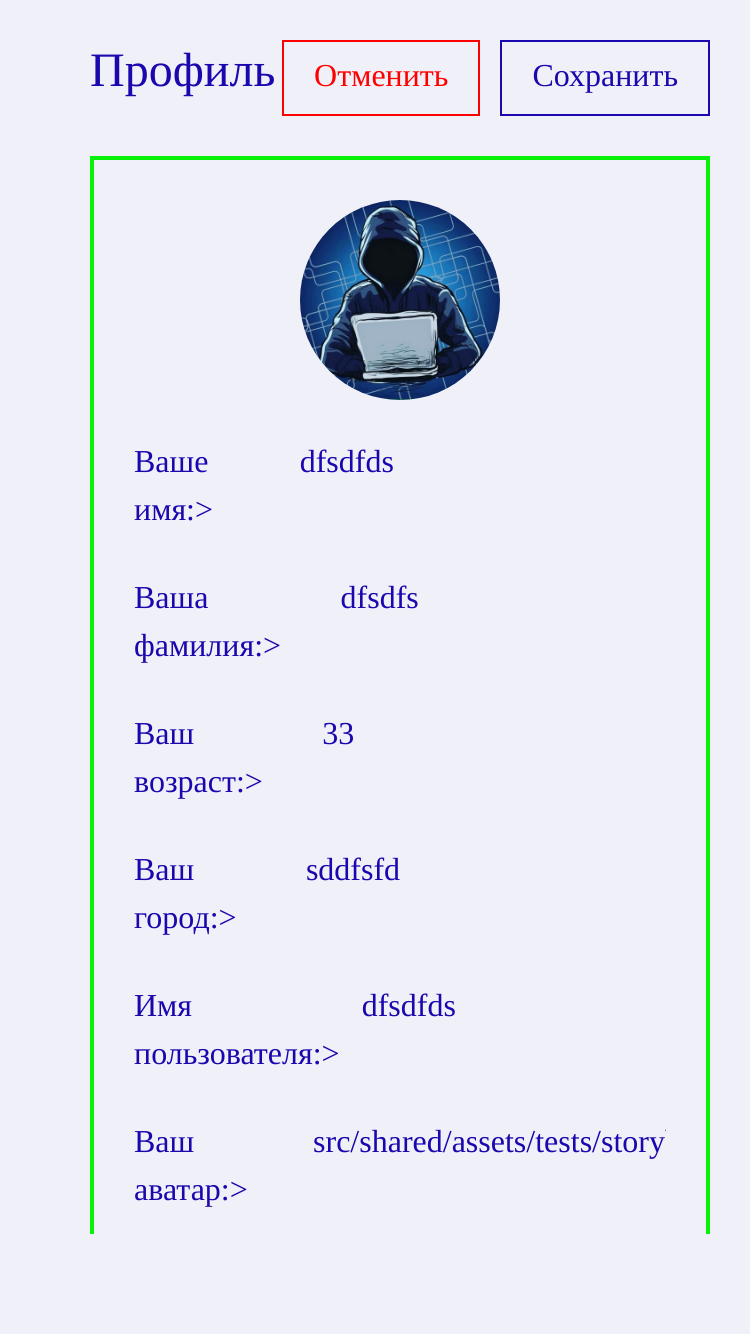 Профиль Отменить Сохранить
Ваше dfsdfds
имя:>
Ваша dfsdfs
фамилия:>
Ваш 33
возраст:>
Ваш sddfsfd
город:>
Имя dfsdfds
пользователя:>
Ваш src/shared/assets/tests/story
аватар:>